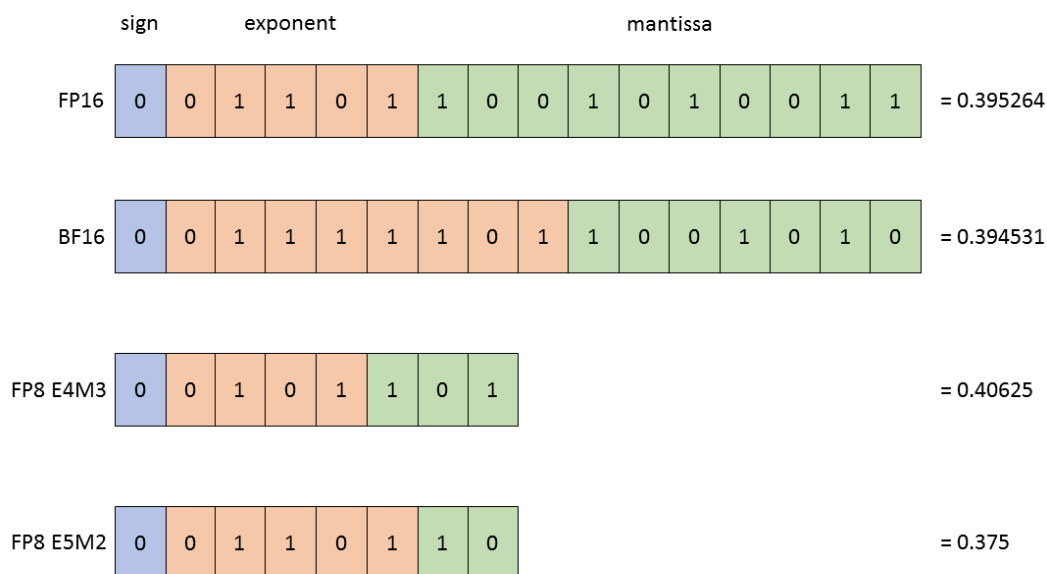 sign exponent mantissa
FP16 0 0 1 1 0 1 1 0 0 1 0 1 0 0 1 1 = 0.395264
BF16 0 0 1 1 1 1 1 0 1 1 0 0 1 0 1 0 = 0.394531
FP8 E4M3 0 0 1 0 1 1 0 1 = 0.40625
FP8 E5M2 0 0 1 1 0 1 1 0 = 0.375